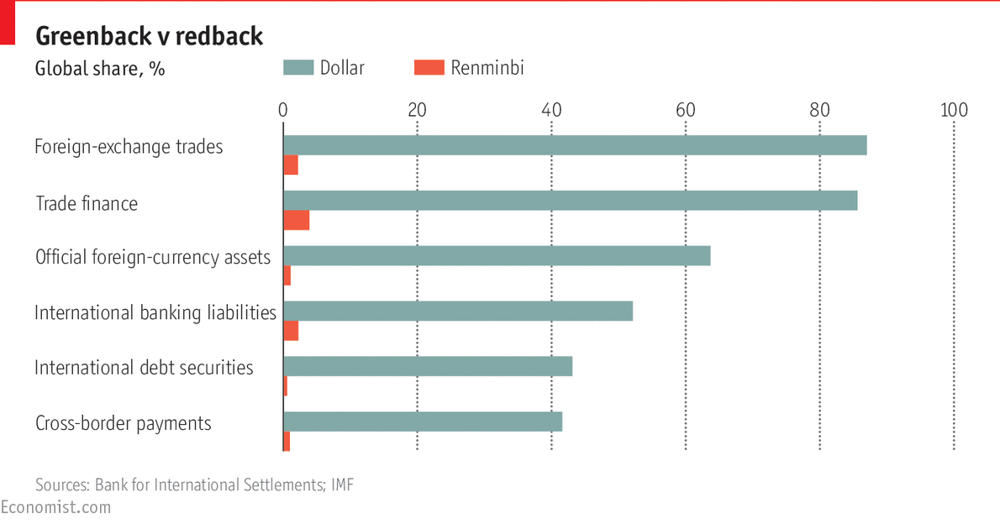 Greenback v redback
Global share, %
Dollar
Renminbi
0 20 40 60 80 100
Foreign-exchange trades
Trade finance
Official foreign-currency assets
International banking liabilities
International debt securities
Cross-border payments
Sources: Bank for International Settlements; IMF
Economist.com